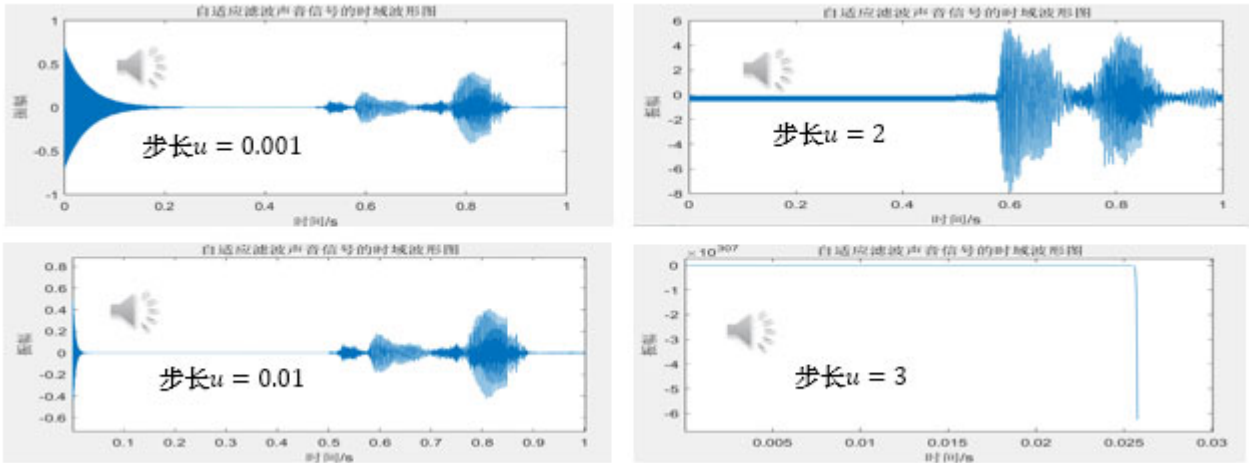 自适应滤波声音信号的时域波形图
1
0.5
0
-0.5
-1
振幅
步长u = 0.001
0 0.2 0.4 0.6 0.8 1
时间/s
自适应滤波声音信号的时域波形图
6
4
2
0
-2
-4
-6
-8
振幅
步长u = 2
0 0.2 0.4 0.6 0.8 1
时间/s
自适应滤波声音信号的时域波形图
0.8
0.6
0.4
0.2
0
-0.2
-0.4
-0.6
振幅
步长u = 0.01
0.1 0.2 0.3 0.4 0.5 0.6 0.7 0.8 0.9 1
时间/s
×10^307
自适应滤波声音信号的时域波形图
0
-1
-2
-3
-4
-5
-6
振幅
步长u = 3
0.005 0.01 0.015 0.02 0.025 0.03
时间/s